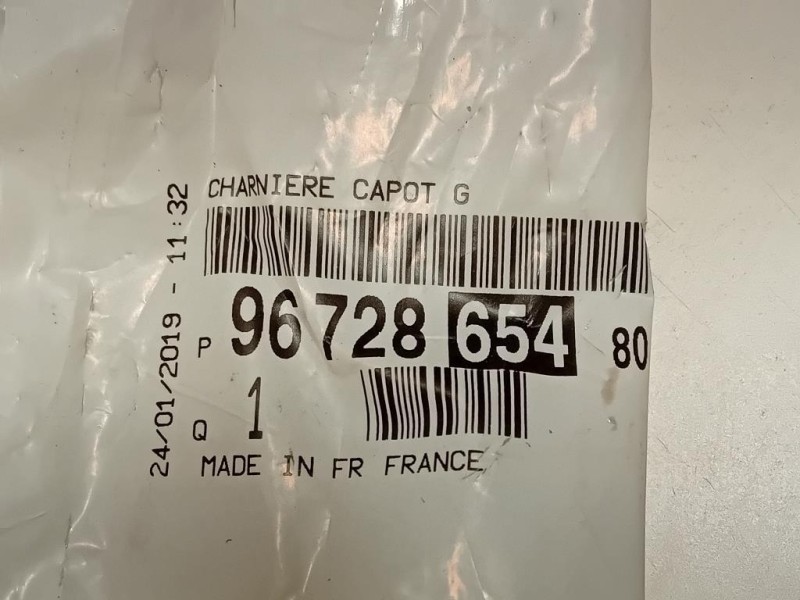 CHARNIERE CAPOT G
P 96 728 654 80
Q 1
MADE IN FR FRANCE
24/01/2019 - 11:32